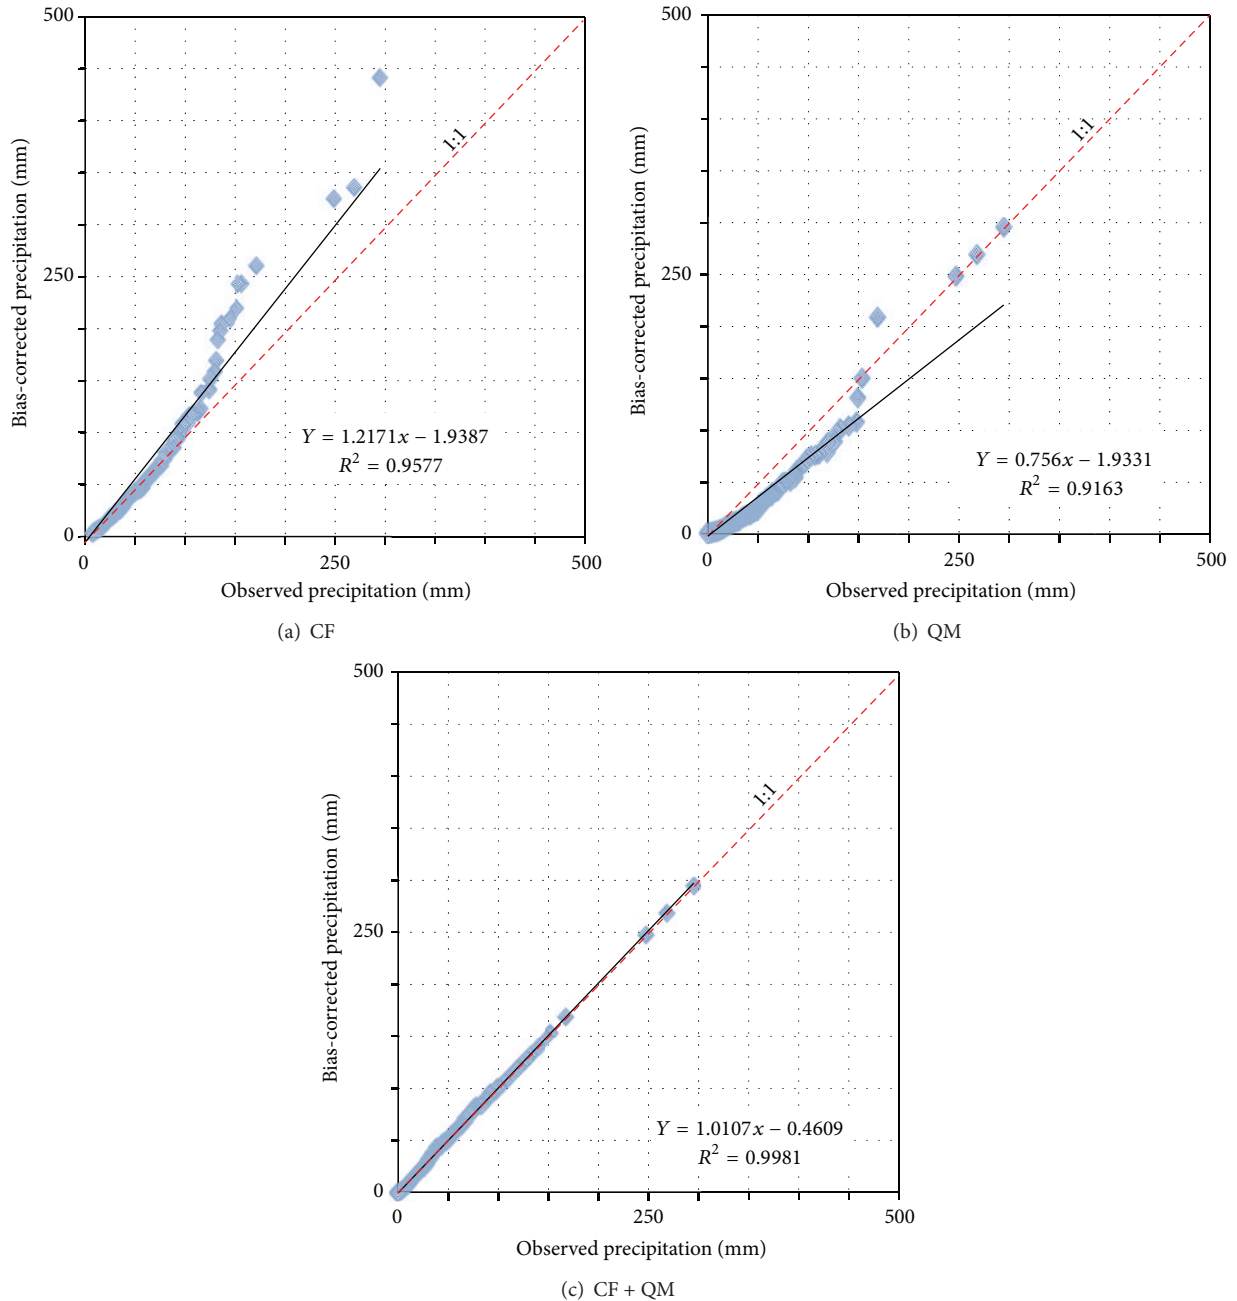 500
250
0
Bias-corrected precipitation (mm)
1:1
Y = 1.2171x − 1.9387
R² = 0.9577
0 250 500
Observed precipitation (mm)
(a) CF
500
250
0
Bias-corrected precipitation (mm)
1:1
Y = 0.756x − 1.9331
R² = 0.9163
0 250 500
Observed precipitation (mm)
(b) QM
500
250
0
Bias-corrected precipitation (mm)
1:1
Y = 1.0107x − 0.4609
R² = 0.9981
0 250 500
Observed precipitation (mm)
(c) CF + QM